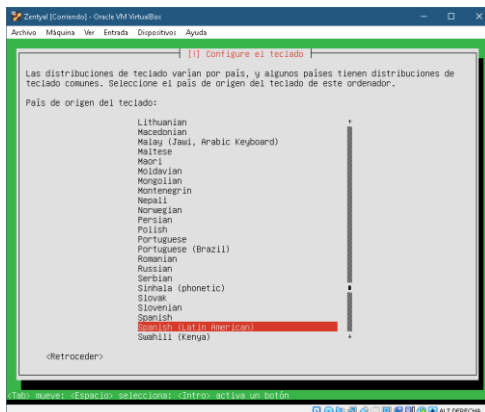 Zentyal [Corriendo] - Oracle VM VirtualBox
Archivo Máquina Ver Entrada Dispositivos Ayuda
[!] Configure el teclado
Las distribuciones de teclado varían por país, y algunos países tienen distribuciones de
teclado comunes. Seleccione el país de origen del teclado de este ordenador.
País de origen del teclado:
Lithuanian
Macedonian
Malay (Jawi, Arabic Keyboard)
Maltese
Maori
Moldavian
Mongolian
Montenegrin
Nepali
Norwegian
Persian
Polish
Portuguese
Portuguese (Brazil)
Romanian
Russian
Serbian
Sinhala (phonetic)
Slovak
Slovenian
Spanish
Spanish (Latin American)
Swahili (Kenya)
<Retroceder>
<Tab> mueve; <Espacio> selecciona; <Intro> activa un botón
ALT DERECHA